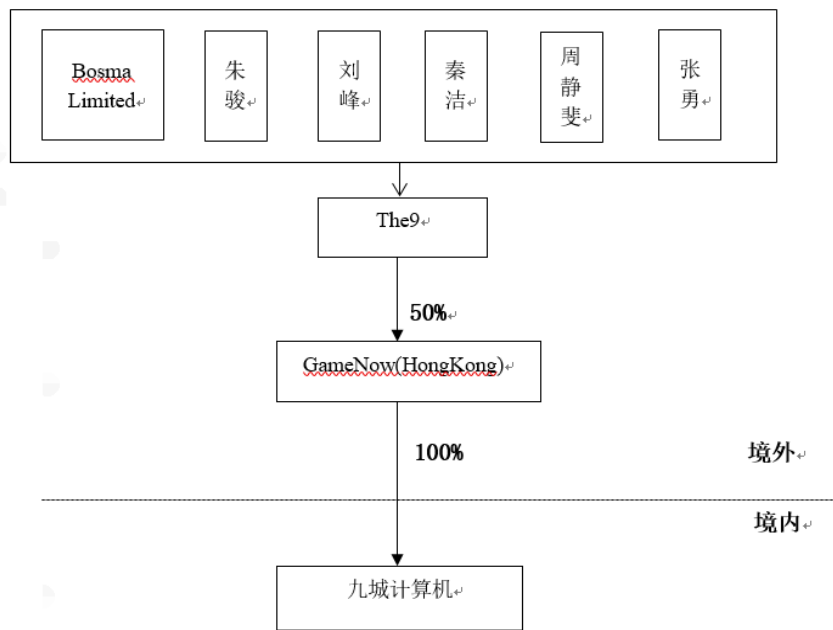 Bosma
Limited
朱
骏
刘
峰
秦
洁
周
静
斐
张
勇
The9
50%
GameNow(HongKong)
100%
境外
境内
九城计算机